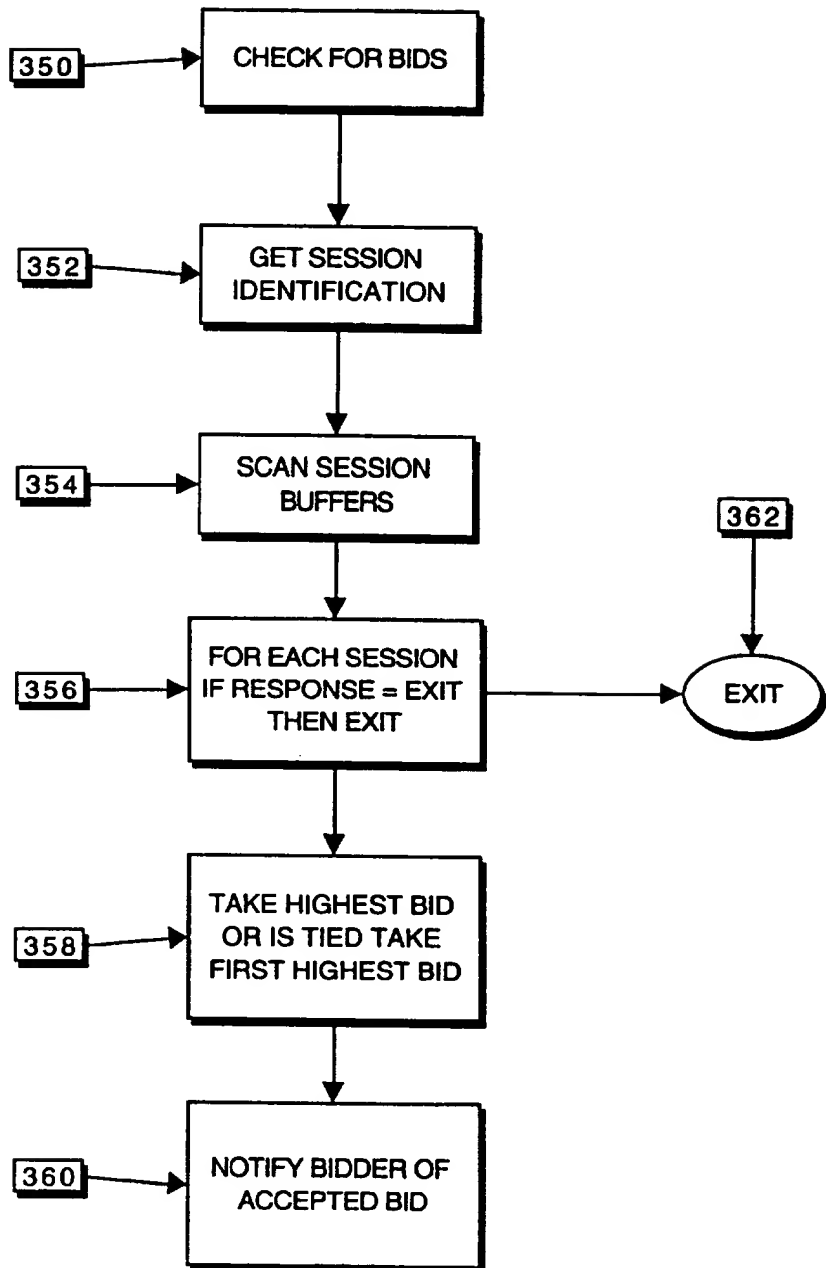 350
CHECK FOR BIDS
352
GET SESSION
IDENTIFICATION
354
SCAN SESSION
BUFFERS
362
356
FOR EACH SESSION
IF RESPONSE = EXIT
THEN EXIT
EXIT
358
TAKE HIGHEST BID
OR IS TIED TAKE
FIRST HIGHEST BID
360
NOTIFY BIDDER OF
ACCEPTED BID